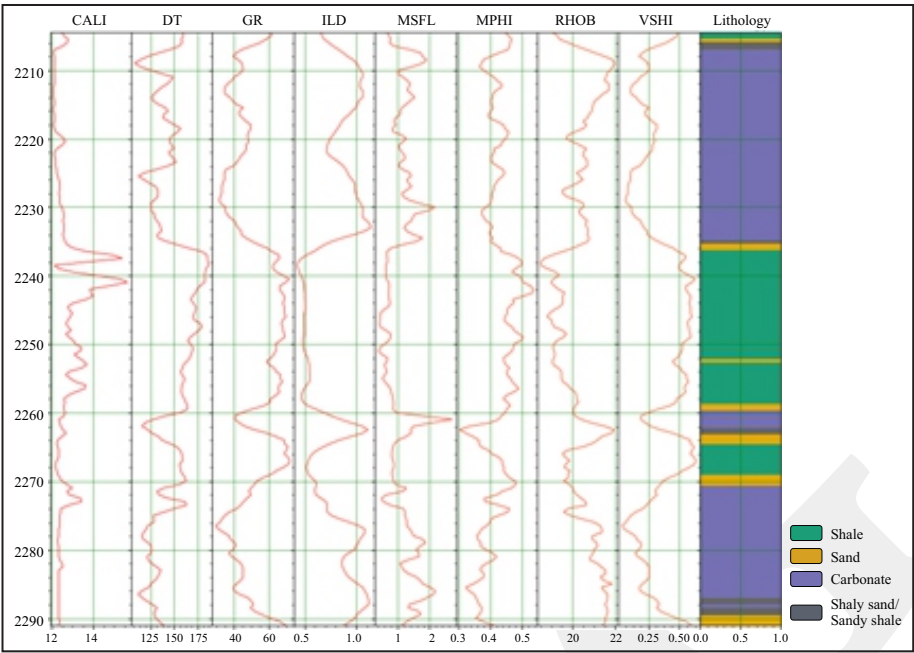 CALI DT GR ILD MSFL MPHI RHOB VSHI Lithology
2210
2220
2230
2240
2250
2260
2270
2280
2290
Shale
Sand
Carbonate
Shaly sand/
Sandy shale
12 14 125 150 175 40 60 0.5 1.0 1 2 0.3 0.4 0.5 20 22 0.25 0.50 0.0 0.5 1.0